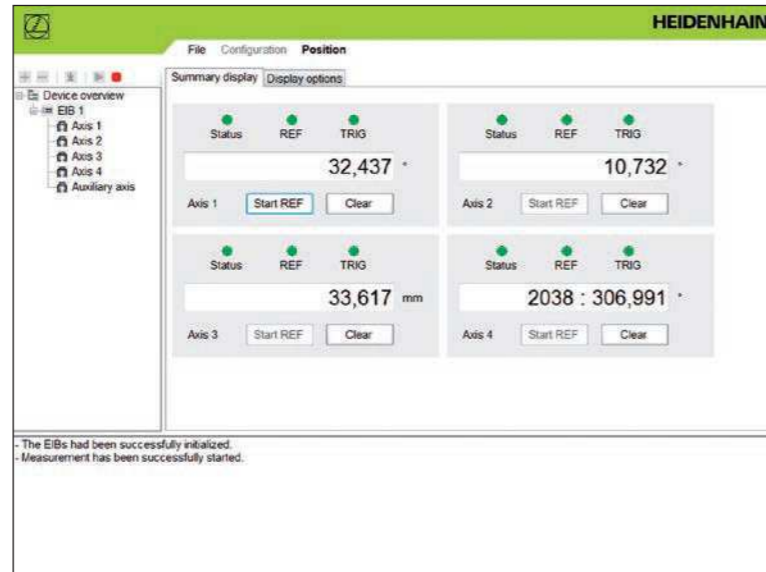 HEIDENHAIN
File Configuration Position
Summary display Display options
Device overview
EIB 1
Axis 1
Axis 2
Axis 3
Axis 4
Auxiliary axis
Status REF TRIG
32,437 °
Axis 1 Start REF Clear
Status REF TRIG
10,732 °
Axis 2 Start REF Clear
Status REF TRIG
33,617 mm
Axis 3 Start REF Clear
Status REF TRIG
2038 : 306,991 °
Axis 4 Start REF Clear
- The EIBs had been successfully initialized.
- Measurement has been successfully started.